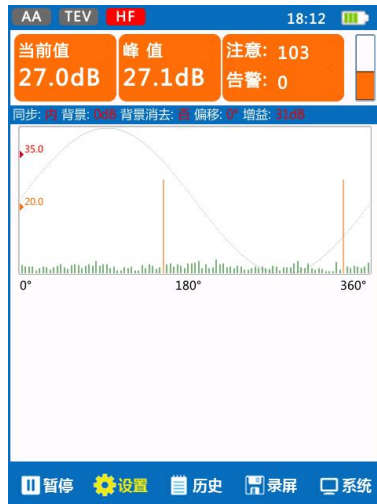 AA TEV HF 18:12
当前值 峰 值 注意: 103
27.0dB 27.1dB 告警: 0
同步: 内 背景: 0dB 背景消去: 否 偏移: 0° 增益: 31dB
35.0
20.0
0° 180° 360°
暂停 设置 历史 录屏 系统